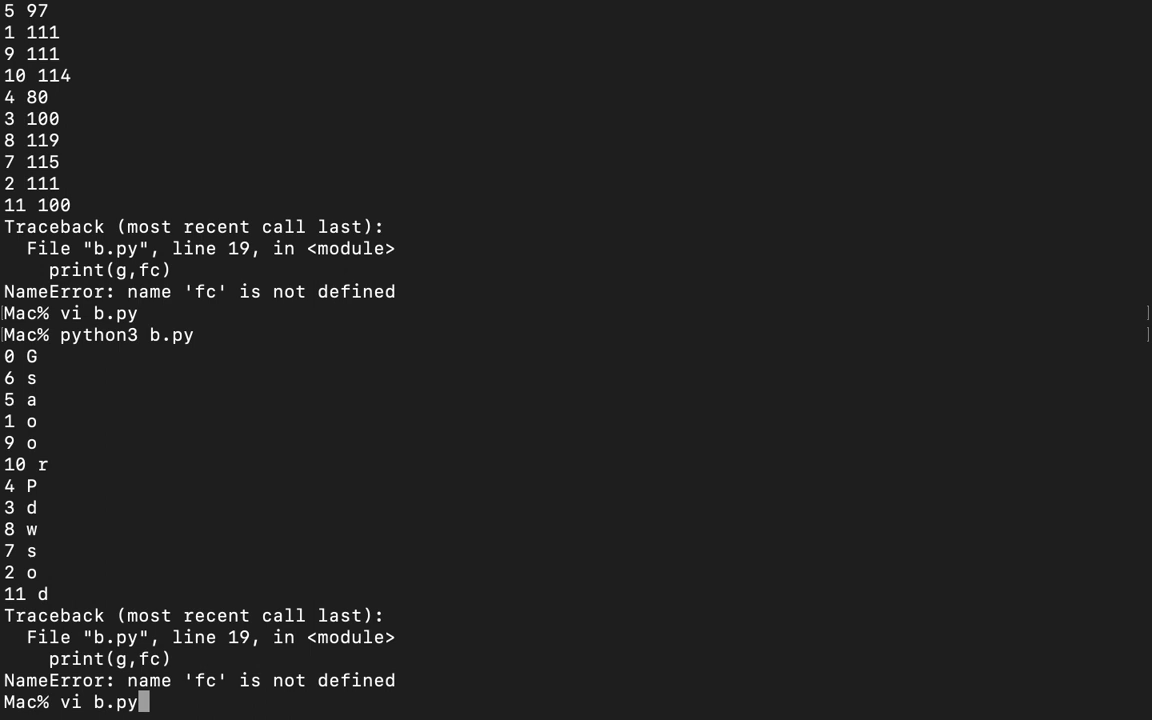 5 97
1 111
9 111
10 114
4 80
3 100
8 119
7 115
2 111
11 100
Traceback (most recent call last):
  File "b.py", line 19, in <module>
    print(g,fc)
NameError: name 'fc' is not defined
[Mac% vi b.py ]
[Mac% python3 b.py ]
0 G
6 s
5 a
1 o
9 o
10 r
4 P
3 d
8 w
7 s
2 o
11 d
Traceback (most recent call last):
  File "b.py", line 19, in <module>
    print(g,fc)
NameError: name 'fc' is not defined
Mac% vi b.py